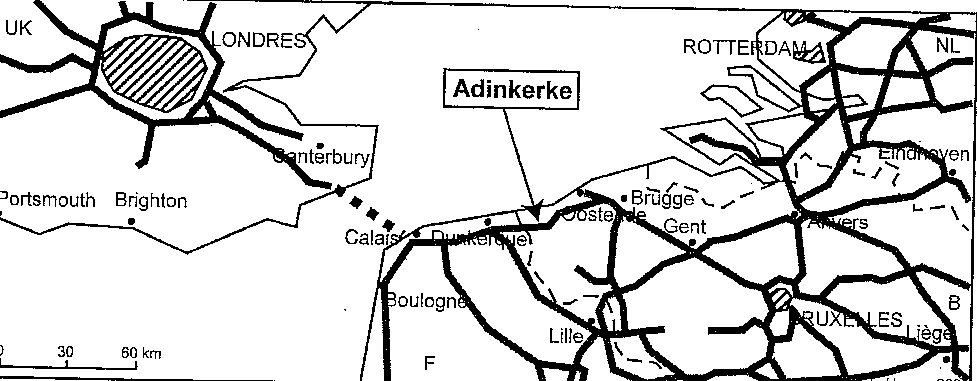 UK
LONDRES
ROTTERDAM
NL
Adinkerke
Canterbury
Eindhoven
Portsmouth
Brighton
Brügge
Oostende
Gent
Anvers
Calais
Dunkerque
Boulogne
B
BRUXELLES
Liège
Lille
F
0 30 60 km